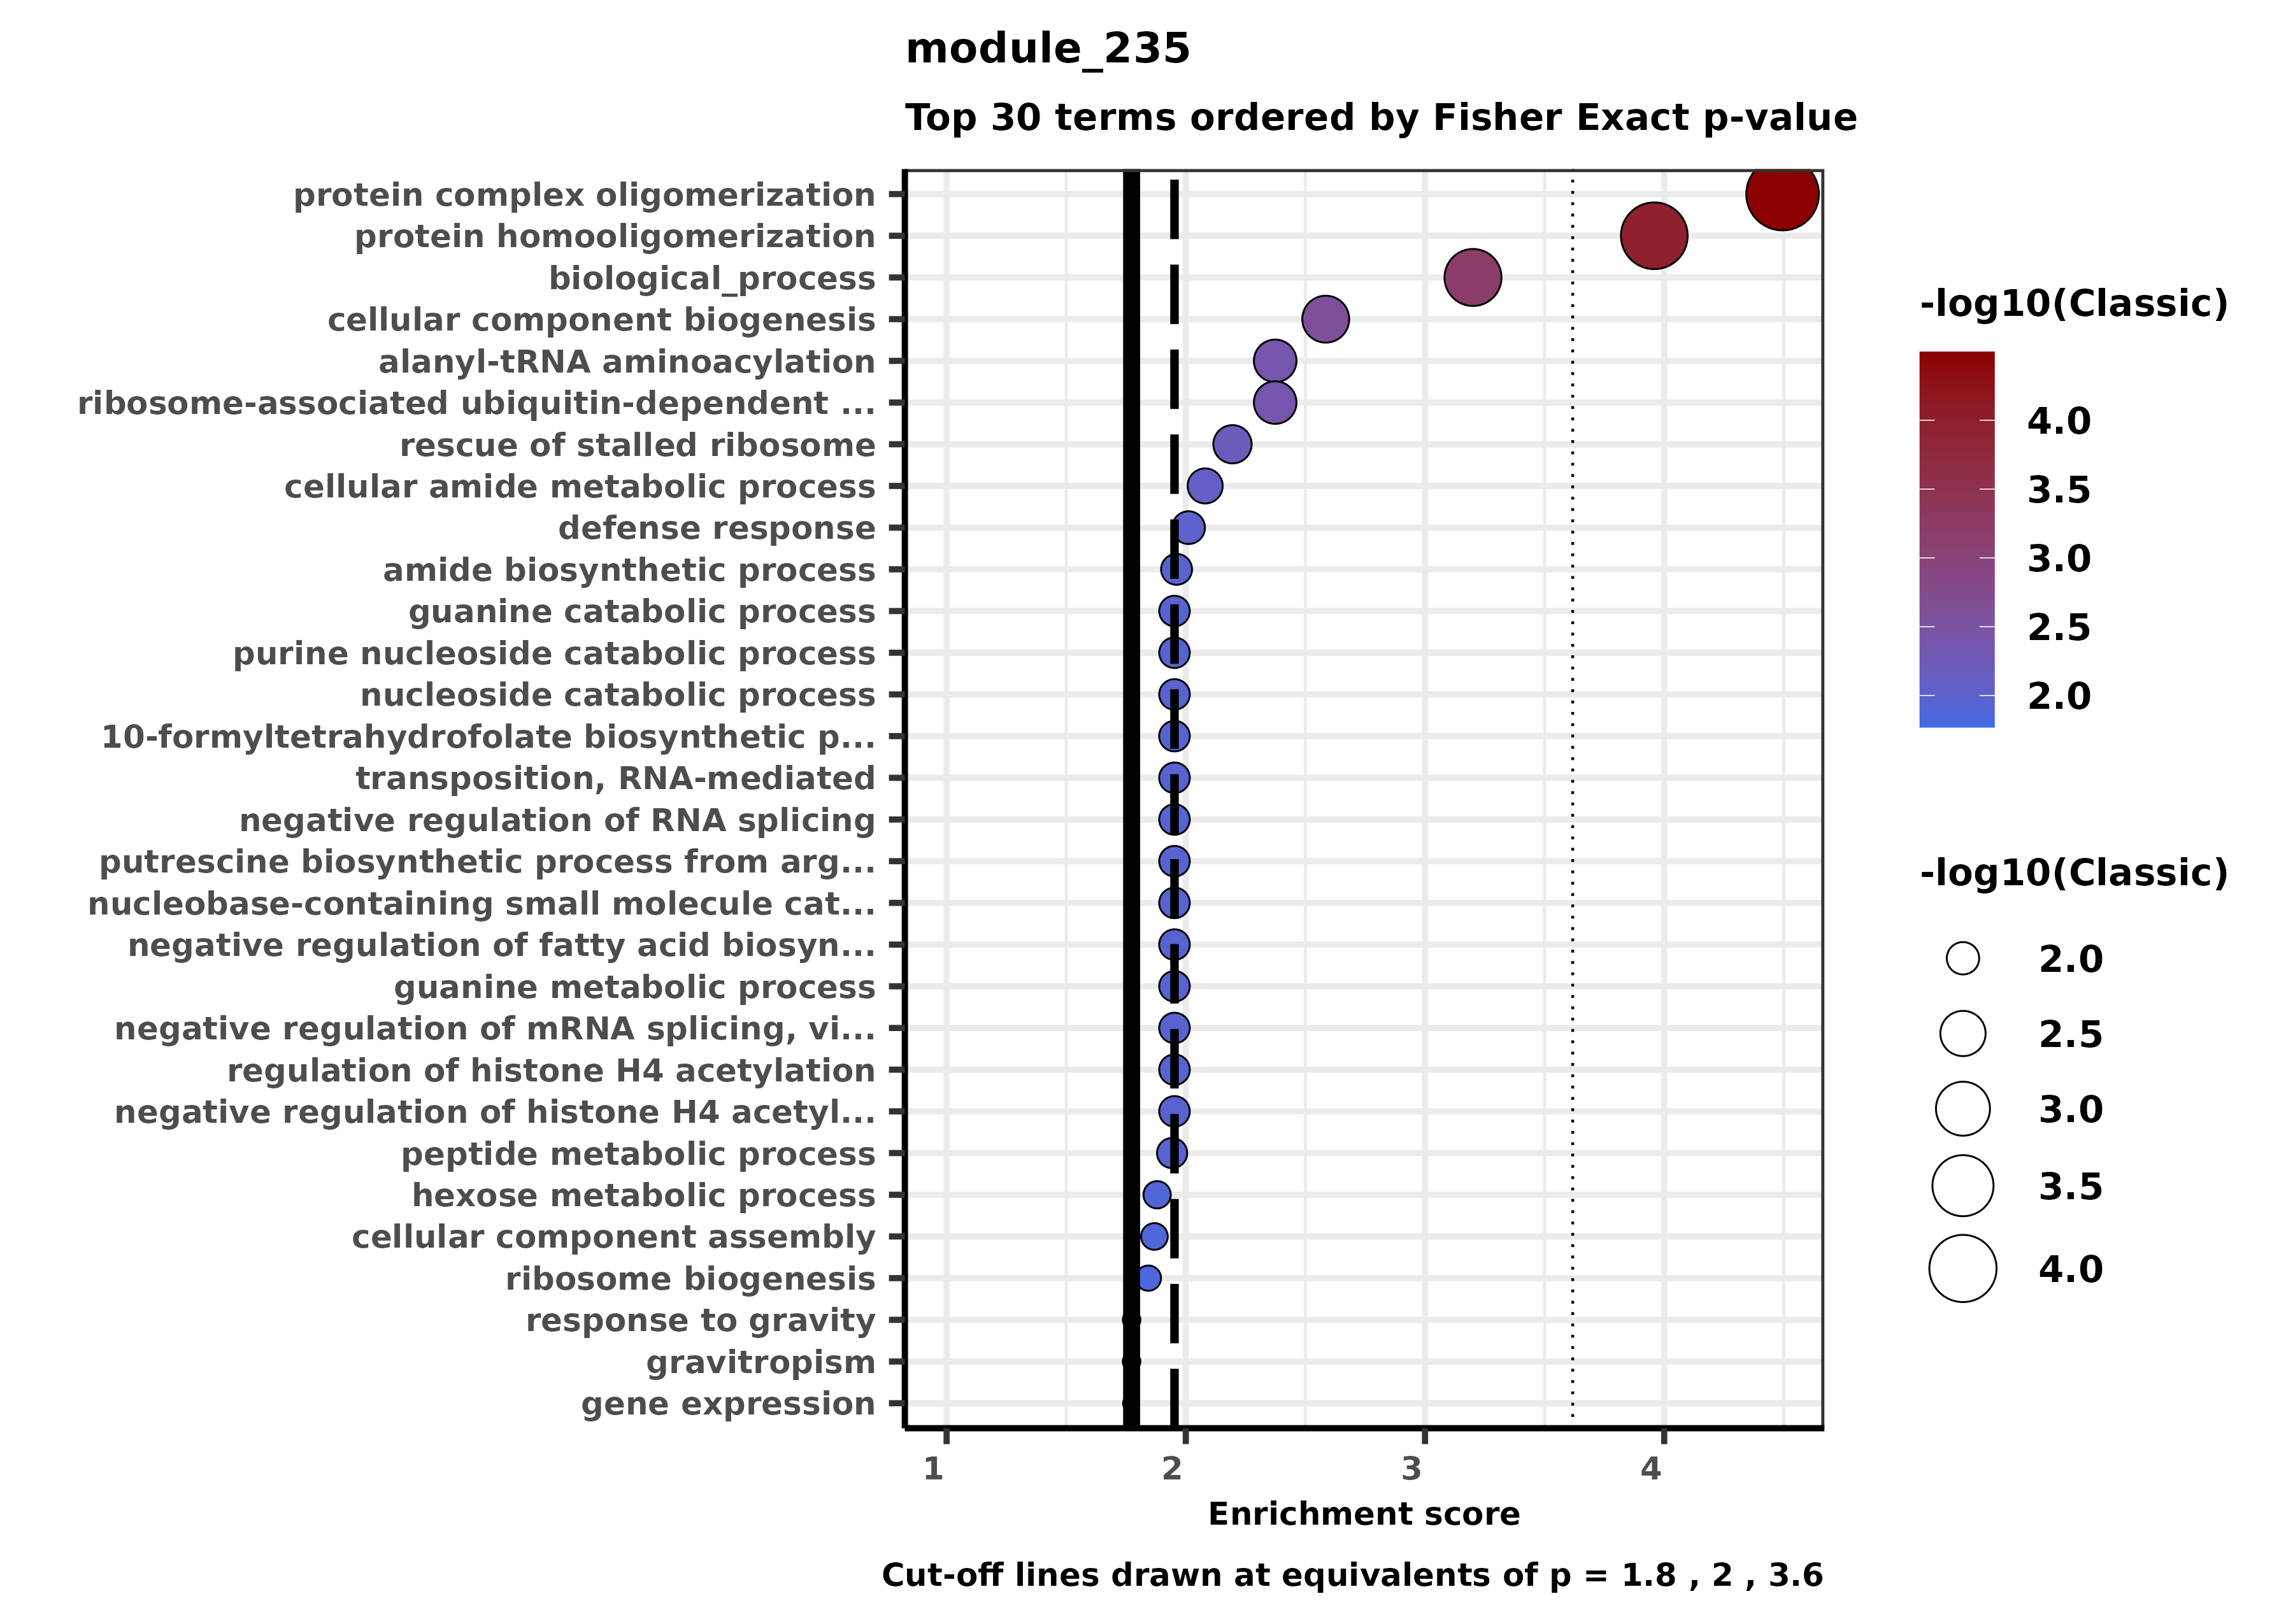 module_235
Top 30 terms ordered by Fisher Exact p-value
protein complex oligomerization
protein homooligomerization
biological_process
cellular component biogenesis
alanyl-tRNA aminoacylation
ribosome-associated ubiquitin-dependent ...
rescue of stalled ribosome
cellular amide metabolic process
defense response
amide biosynthetic process
guanine catabolic process
purine nucleoside catabolic process
nucleoside catabolic process
10-formyltetrahydrofolate biosynthetic p...
transposition, RNA-mediated
negative regulation of RNA splicing
putrescine biosynthetic process from arg...
nucleobase-containing small molecule cat...
negative regulation of fatty acid biosyn...
guanine metabolic process
negative regulation of mRNA splicing, vi...
regulation of histone H4 acetylation
negative regulation of histone H4 acetyl...
peptide metabolic process
hexose metabolic process
cellular component assembly
ribosome biogenesis
response to gravity
gravitropism
gene expression
1 2 3 4
Enrichment score
Cut-off lines drawn at equivalents of p = 1.8 , 2 , 3.6
-log10(Classic)
4.0
3.5
3.0
2.5
2.0
-log10(Classic)
2.0
2.5
3.0
3.5
4.0